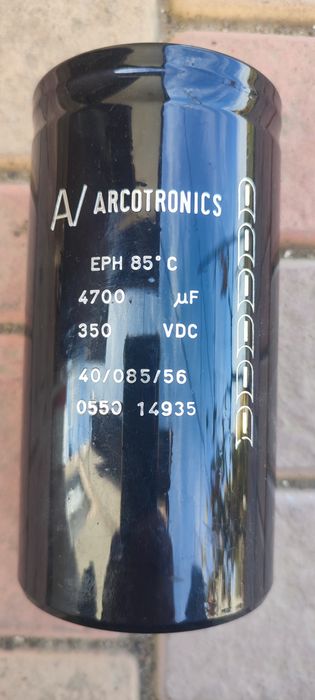 ARCOTRONICS
EPH 85°C
4700 µF
350 VDC
40/085/56
0550 14935